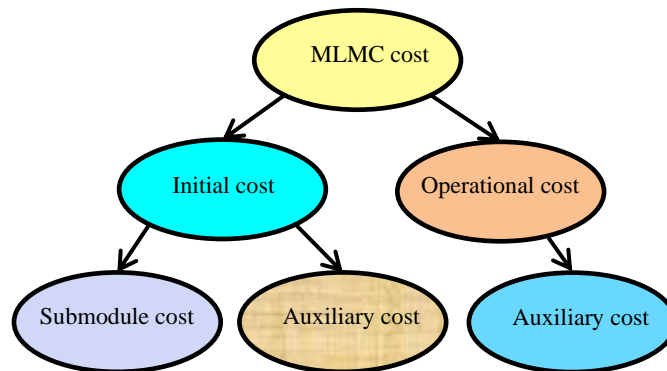 MLMC cost
Initial cost
Operational cost
Submodule cost
Auxiliary cost
Auxiliary cost